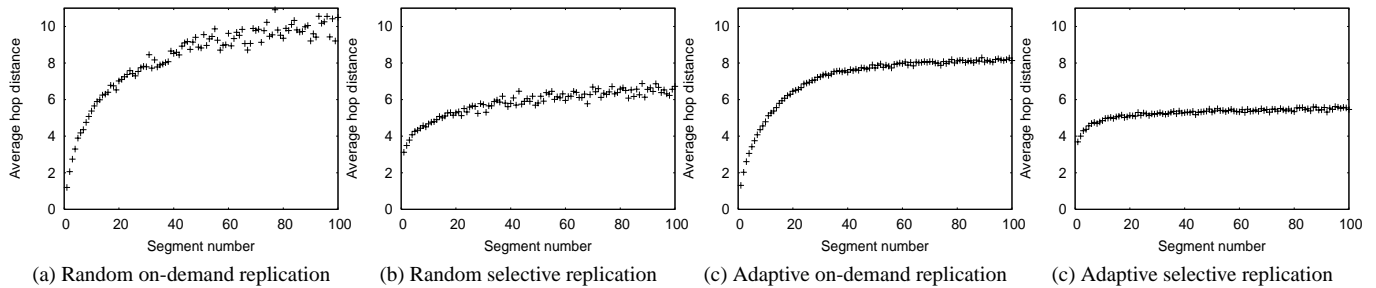 Average hop distance
10
8
6
4
2
0
0 20 40 60 80 100
Segment number
(a) Random on-demand replication
Average hop distance
10
8
6
4
2
0
0 20 40 60 80 100
Segment number
(b) Random selective replication
Average hop distance
10
8
6
4
2
0
0 20 40 60 80 100
Segment number
(c) Adaptive on-demand replication
Average hop distance
10
8
6
4
2
0
0 20 40 60 80 100
Segment number
(c) Adaptive selective replication